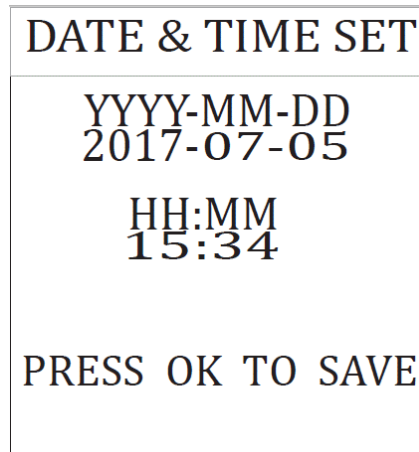 DATE & TIME SET
YYYY-MM-DD
2017-07-05
HH:MM
15:34
PRESS OK TO SAVE